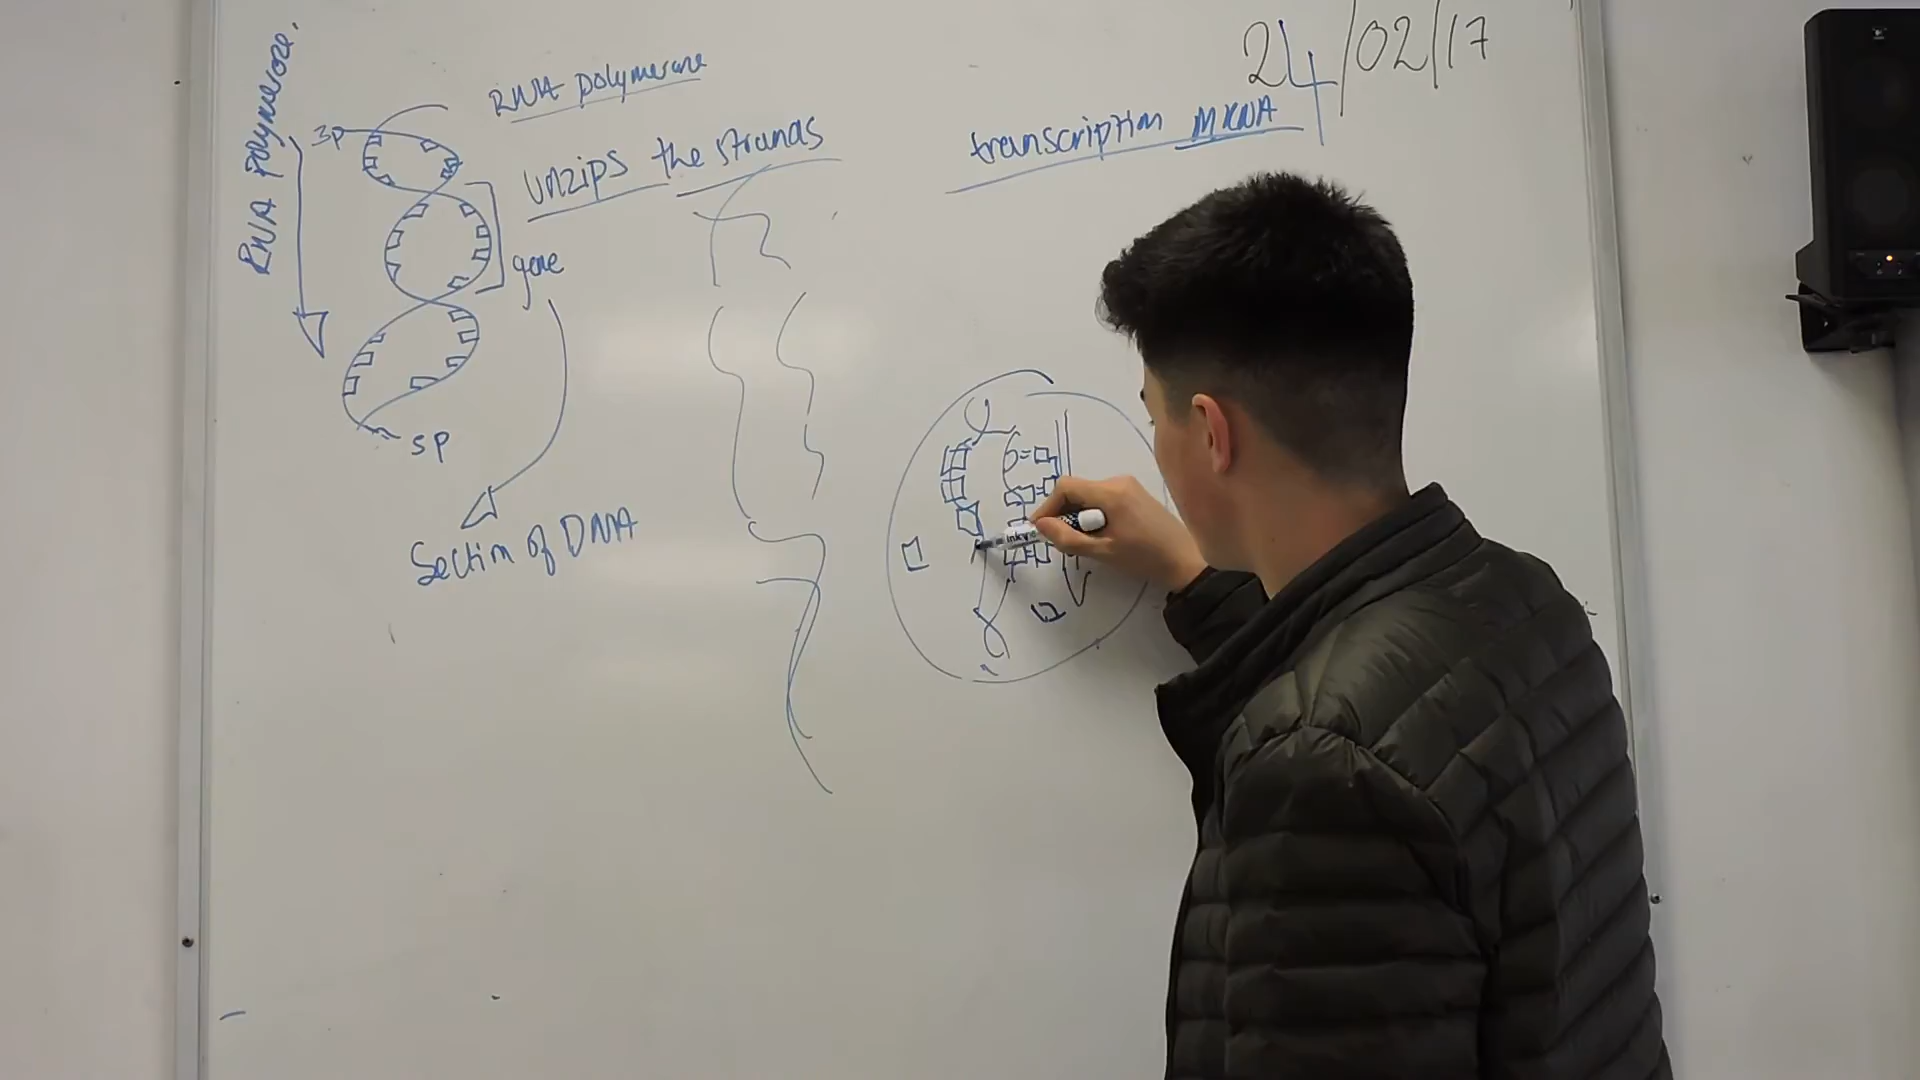 24/02/17
RNA Polymerase.
RNA polymerase
unzips the strands
transcription MRNA
3p
gene
5p
Section of DNA